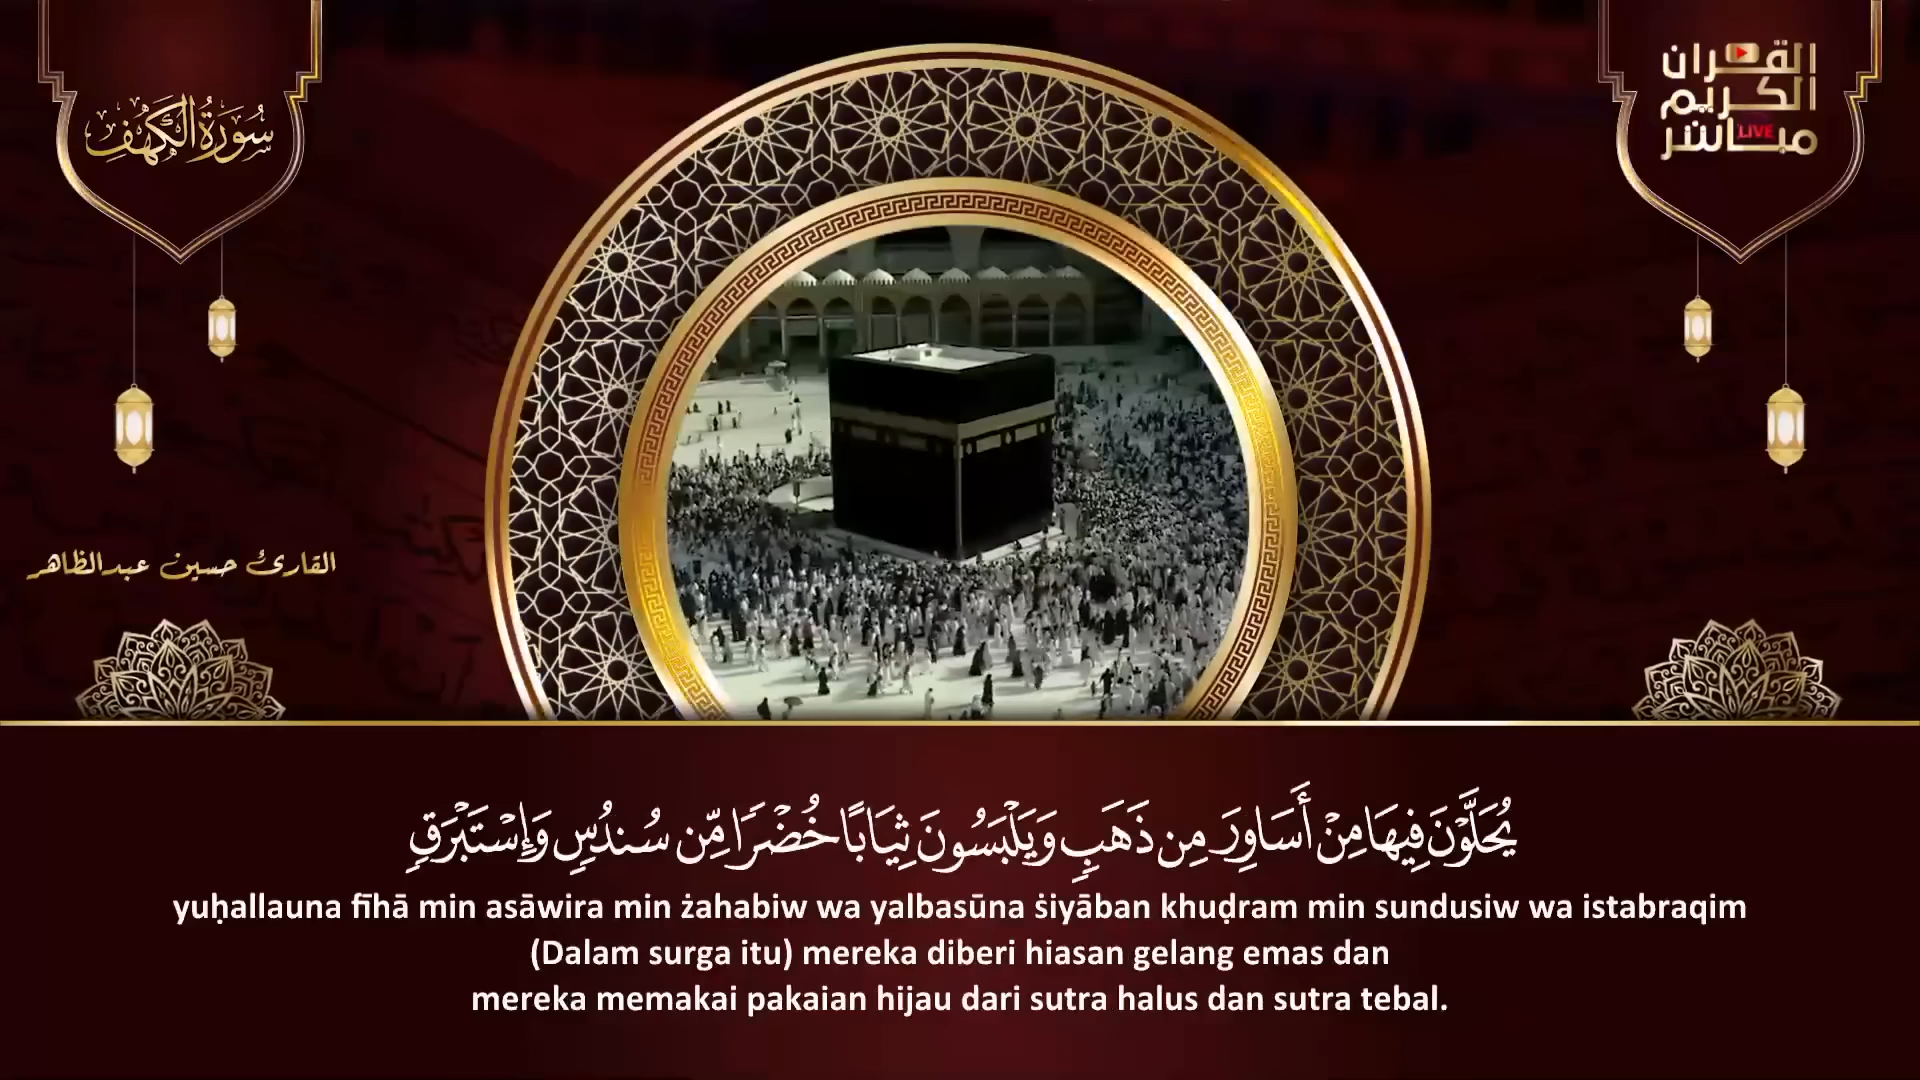 سُورَةُ الْكَهْفِ
القران
الكريم
مباشر
LIVE
القارئ حسين عبدالظاهر
يُحَلَّوْنَ فِيهَا مِنْ أَسَاوِرَ مِن ذَهَبٍ وَيَلْبَسُونَ ثِيَابًا خُضْرًا مِّن سُندُسٍ وَإِسْتَبْرَقٍ
yuḥallauna fīhā min asāwira min żahabiw wa yalbasūna ṡiyāban khuḍram min sundusiw wa istabraqim
(Dalam surga itu) mereka diberi hiasan gelang emas dan
mereka memakai pakaian hijau dari sutra halus dan sutra tebal.